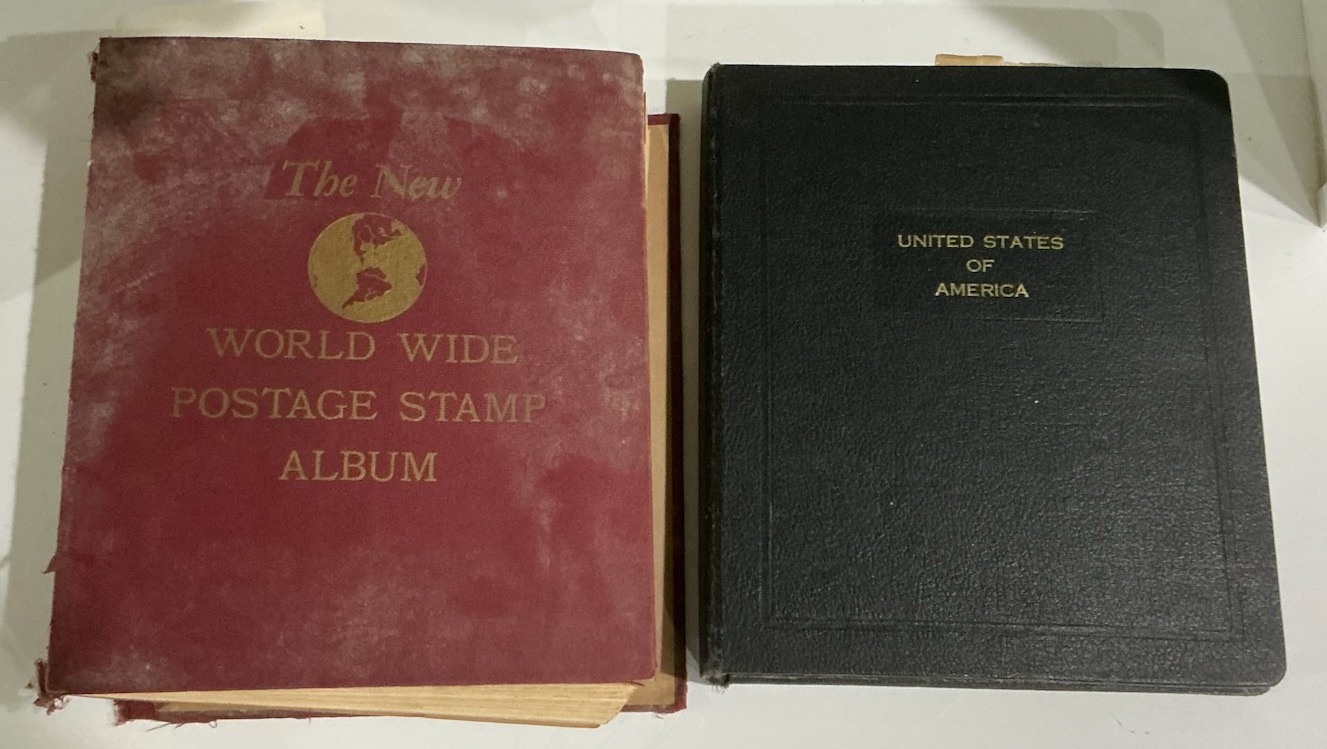 The New
WORLD WIDE
POSTAGE STAMP
ALBUM
UNITED STATES
OF
AMERICA